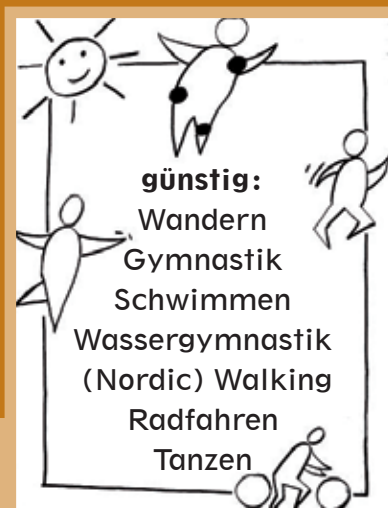 günstig:
Wandern
Gymnastik
Schwimmen
Wassergymnastik
(Nordic) Walking
Radfahren
Tanzen